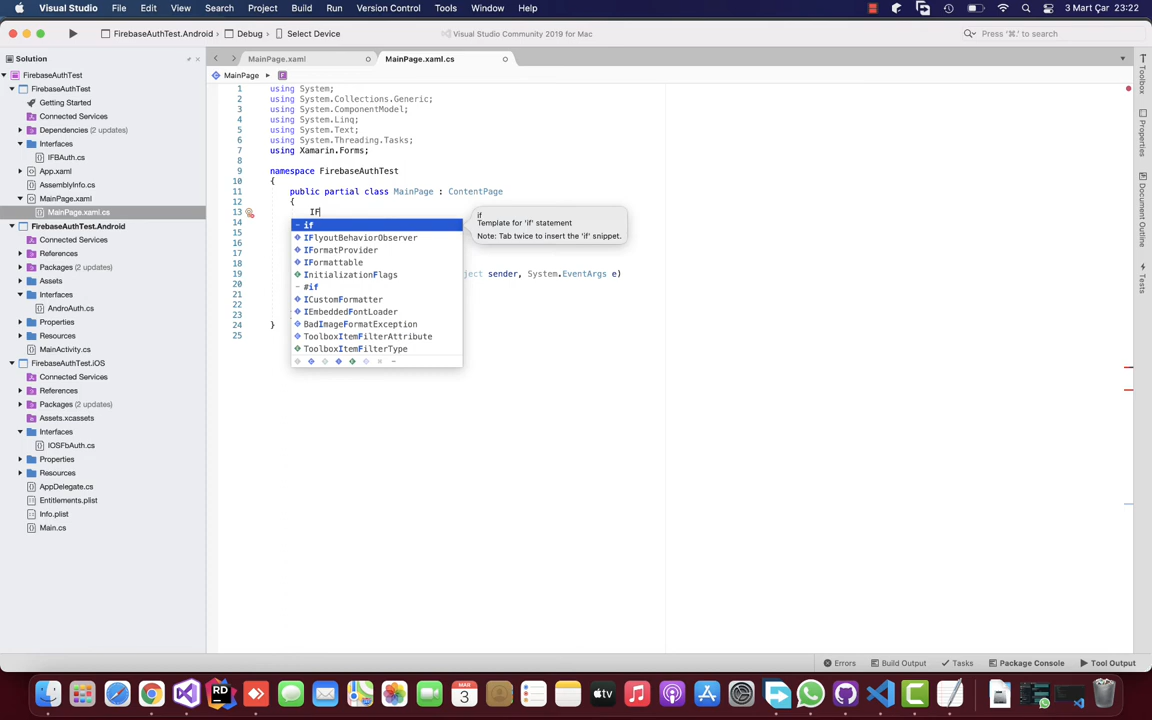 Visual Studio File Edit View Search Project Build Run Version Control Tools Window Help 3 Mart Çar 23:22
FirebaseAuthTest.Android Debug Select Device Visual Studio Community 2019 for Mac Press '⌘.' to search
Solution
FirebaseAuthTest
FirebaseAuthTest
Getting Started
Connected Services
Dependencies (2 updates)
Interfaces
IFBAuth.cs
App.xaml
AssemblyInfo.cs
MainPage.xaml
MainPage.xaml.cs
FirebaseAuthTest.Android
Connected Services
References
Packages (2 updates)
Assets
Interfaces
AndroAuth.cs
Properties
Resources
MainActivity.cs
FirebaseAuthTest.iOS
Connected Services
References
Packages (2 updates)
Assets.xcassets
Interfaces
IOSFbAuth.cs
Properties
Resources
AppDelegate.cs
Entitlements.plist
Info.plist
Main.cs
MainPage.xaml MainPage.xaml.cs
MainPage
1 using System;
2 using System.Collections.Generic;
3 using System.ComponentModel;
4 using System.Linq;
5 using System.Text;
6 using System.Threading.Tasks;
7 using Xamarin.Forms;
8
9 namespace FirebaseAuthTest
10 {
11 public partial class MainPage : ContentPage
12 {
13 IF
14
15
16
17
18
19 ject sender, System.EventArgs e)
20
21
22
23
24 }
25
if
IFlyoutBehaviorObserver
IFormatProvider
IFormattable
InitializationFlags
#if
ICustomFormatter
IEmbeddedFontLoader
BadImageFormatException
ToolboxItemFilterAttribute
ToolboxItemFilterType
if
Template for 'if' statement
Note: Tab twice to insert the 'if' snippet.
Toolbox
Properties
Document Outline
Tests
Errors Build Output Tasks Package Console Tool Output
RD
MAR
3
tv